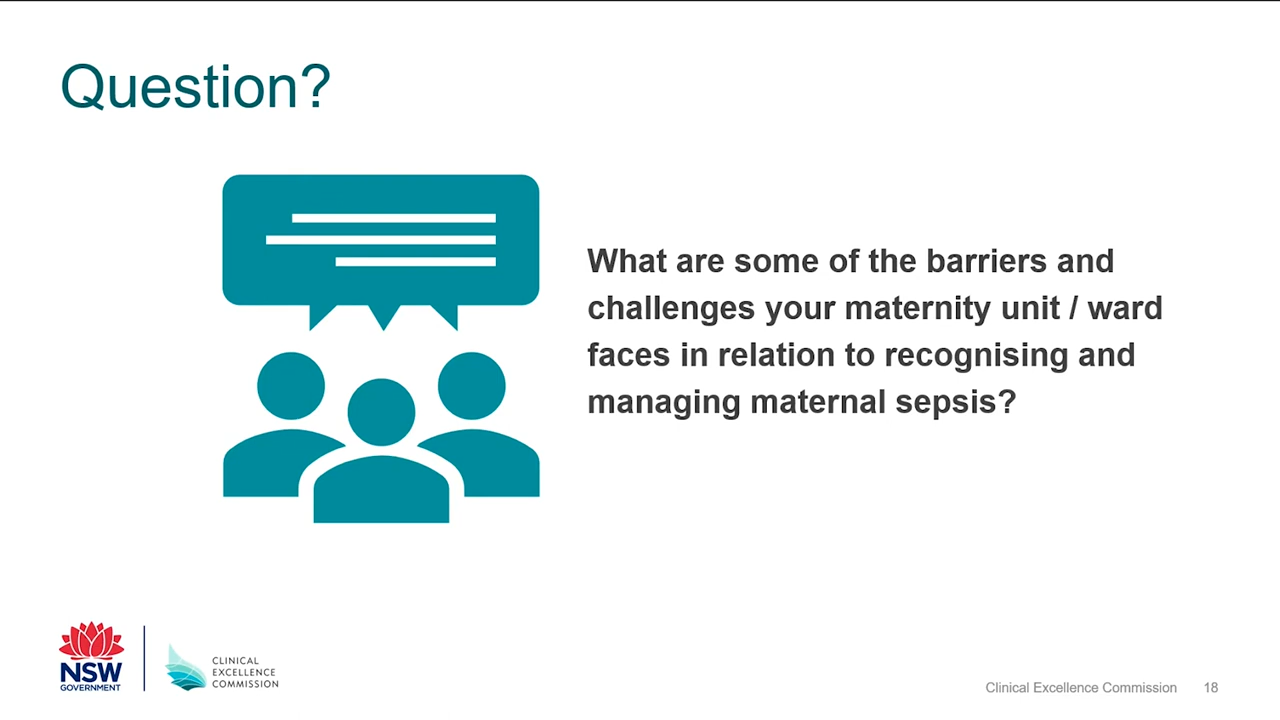 Question?
What are some of the barriers and
challenges your maternity unit / ward
faces in relation to recognising and
managing maternal sepsis?
NSW
GOVERNMENT
CLINICAL
EXCELLENCE
COMMISSION
Clinical Excellence Commission 18